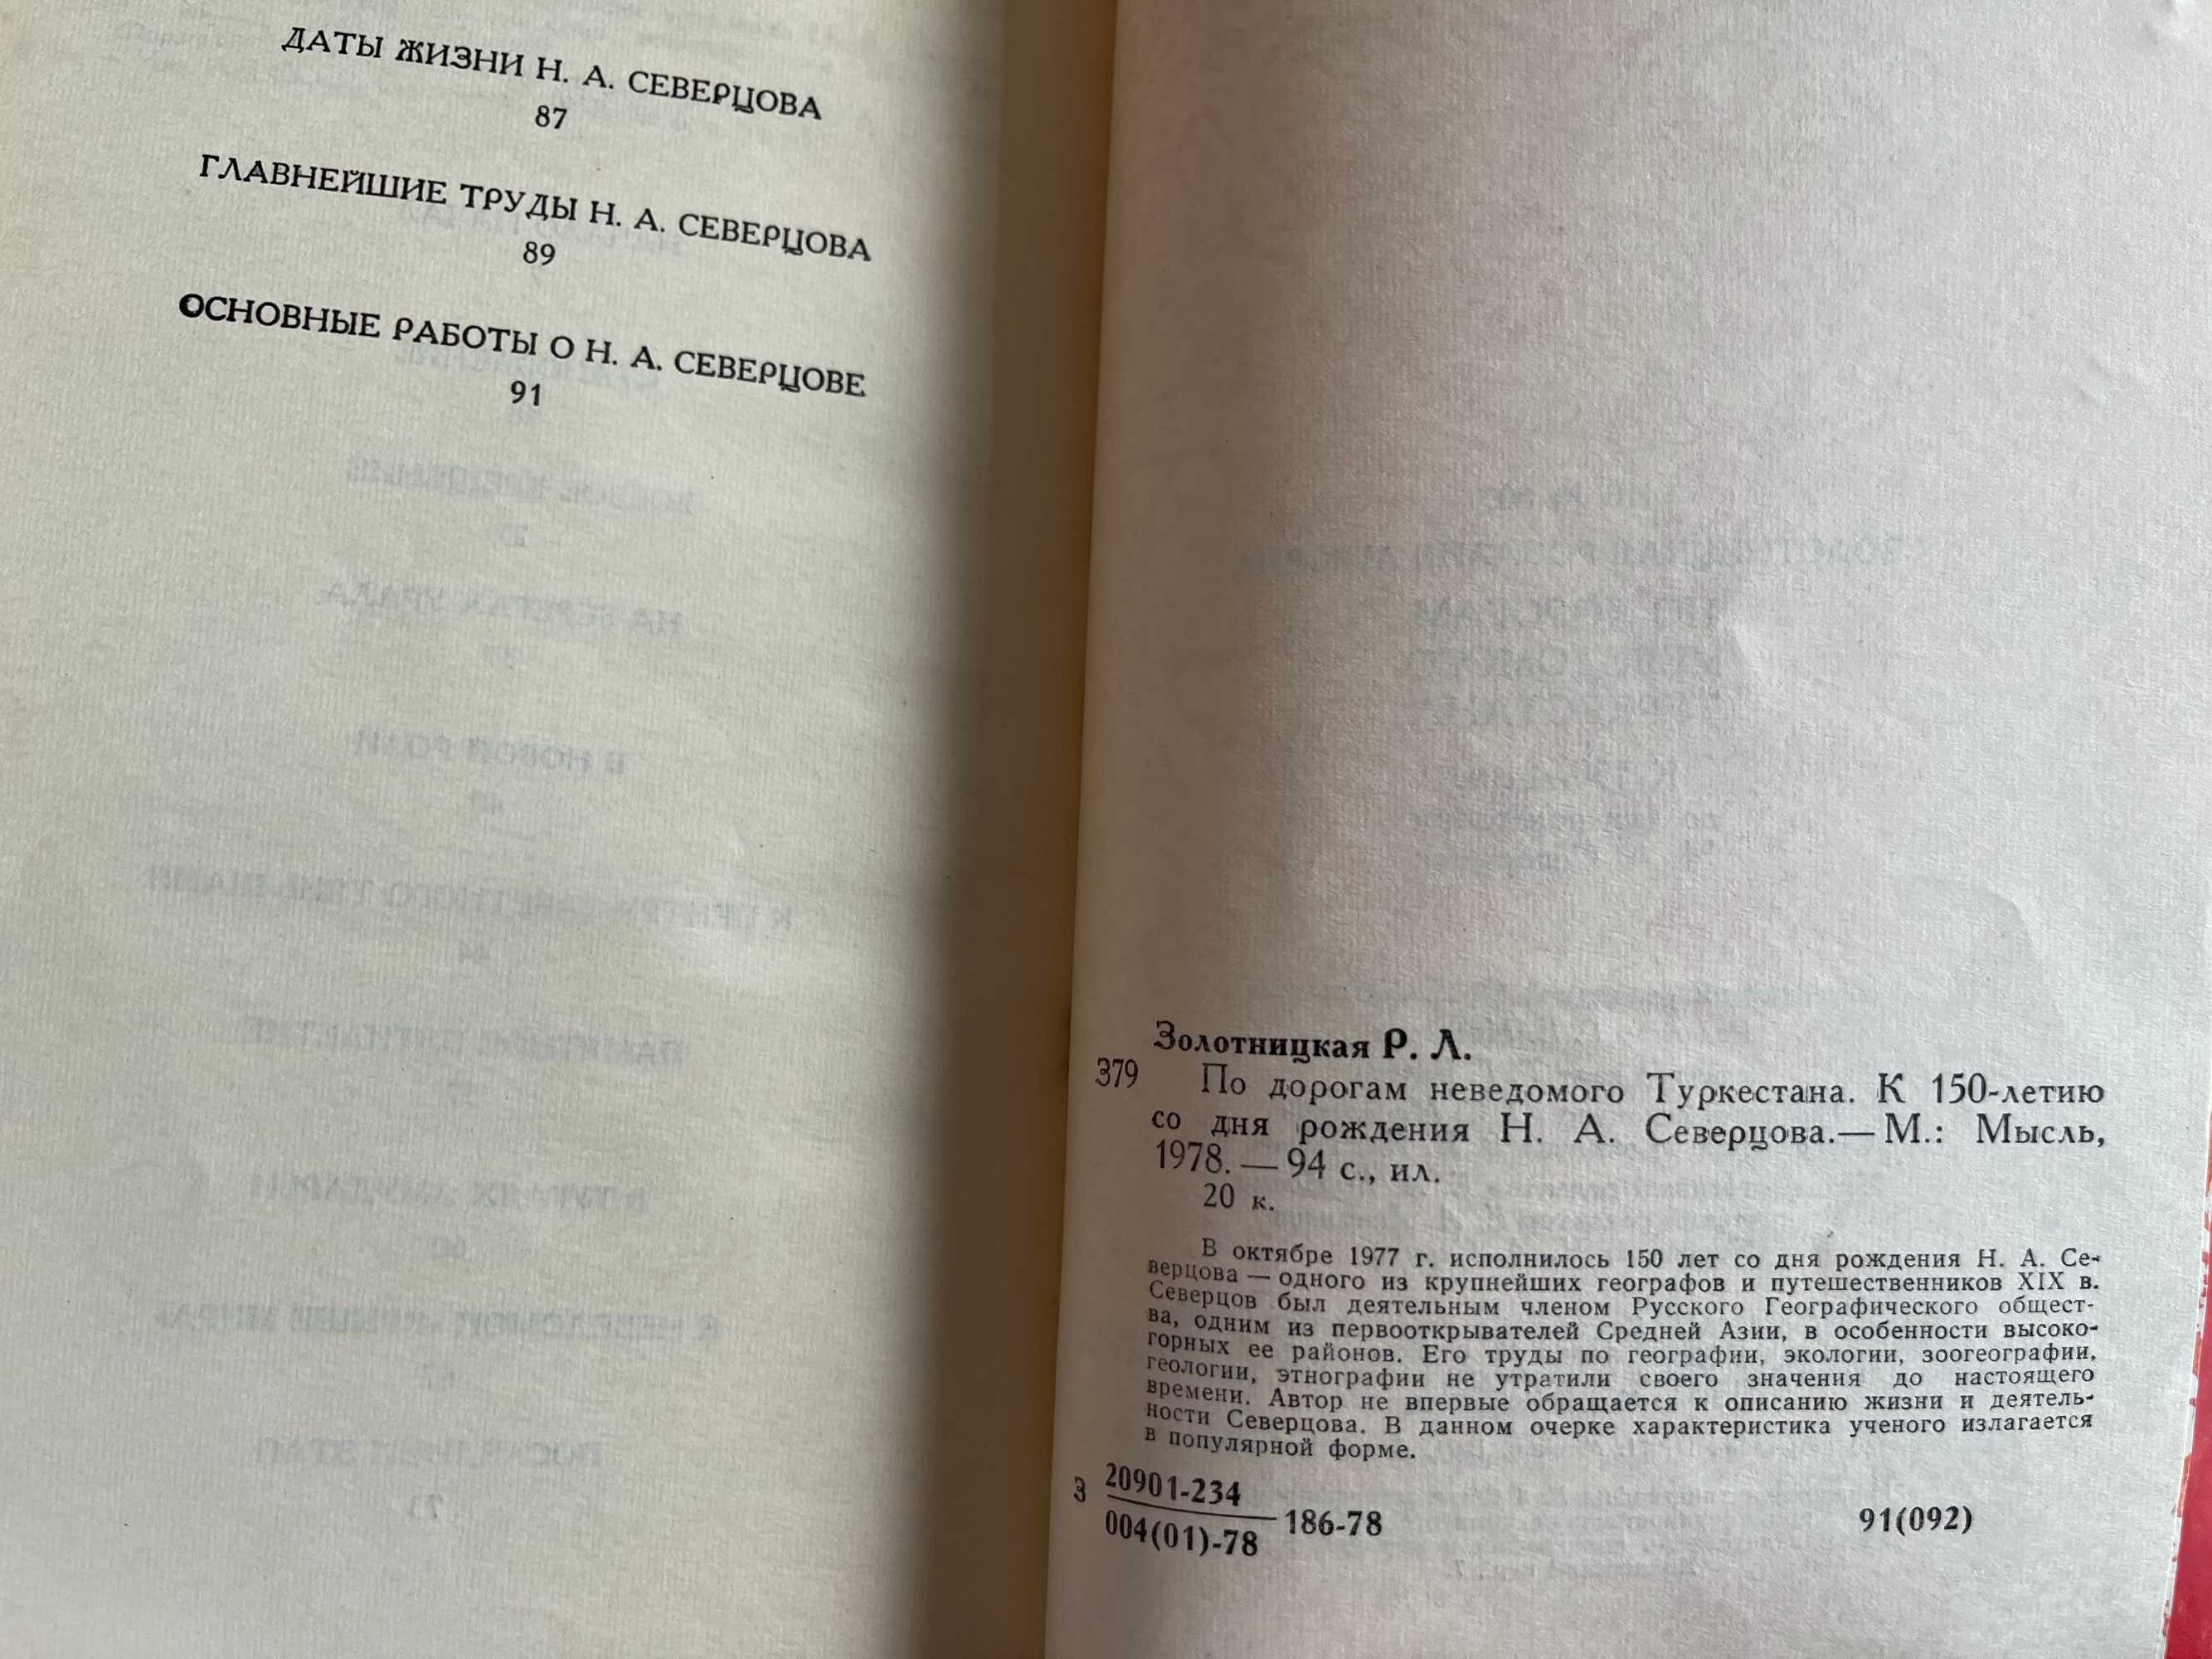 ДАТЫ ЖИЗНИ Н. А. СЕВЕРЦОВА
87
ГЛАВНЕЙШИЕ ТРУДЫ Н. А. СЕВЕРЦОВА
89
ОСНОВНЫЕ РАБОТЫ О Н. А. СЕВЕРЦОВЕ
91
Золотницкая Р. Л.
379 По дорогам неведомого Туркестана. К 150-летию
со дня рождения Н. А. Северцова.— М.: Мысль,
1978. — 94 с., ил.
20 к.
В октябре 1977 г. исполнилось 150 лет со дня рождения Н. А. Се-
верцова — одного из крупнейших географов и путешественников XIX в.
Северцов был деятельным членом Русского Географического общест-
ва, одним из первооткрывателей Средней Азии, в особенности высоко-
горных ее районов. Его труды по географии, экологии, зоогеографии,
геологии, этнографии не утратили своего значения до настоящего
времени. Автор не впервые обращается к описанию жизни и деятель-
ности Северцова. В данном очерке характеристика ученого излагается
в популярной форме.
З 20901-234
004(01)-78 186-78 91(092)